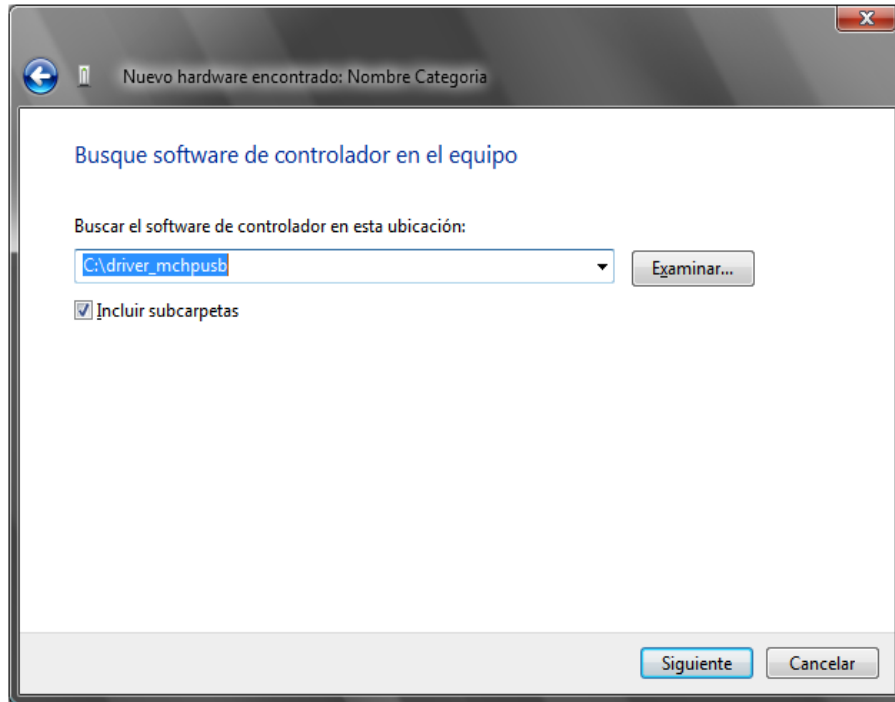 Nuevo hardware encontrado: Nombre Categoria
Busque software de controlador en el equipo
Buscar el software de controlador en esta ubicación:
C:\driver_mchpusb
Examinar...
Incluir subcarpetas
Siguiente
Cancelar